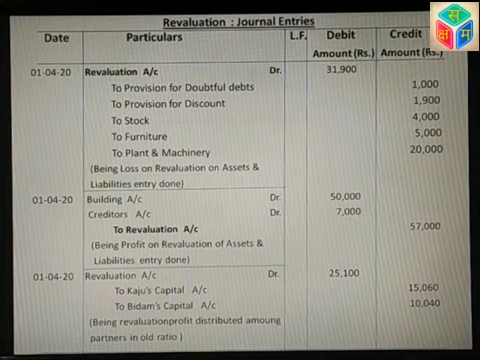 Revaluation : Journal Entries
Date Particulars L.F. Debit Amount (Rs.) Credit Amount (Rs.)
01-04-20 Revaluation A/c Dr. 31,900
To Provision for Doubtful debts 1,000
To Provision for Discount 1,900
To Stock 4,000
To Furniture 5,000
To Plant & Machinery 20,000
(Being Loss on Revaluation on Assets &
Liabilities entry done)
01-04-20 Building A/c Dr. 50,000
Creditors A/c Dr. 7,000
To Revaluation A/c 57,000
(Being Profit on Revaluation of Assets &
Liabilities entry done)
01-04-20 Revaluation A/c Dr. 25,100
To Kaju's Capital A/c 15,060
To Bidam's Capital A/c 10,040
(Being revaluationprofit distributed amoung
partners in old ratio )
स
क्ष म